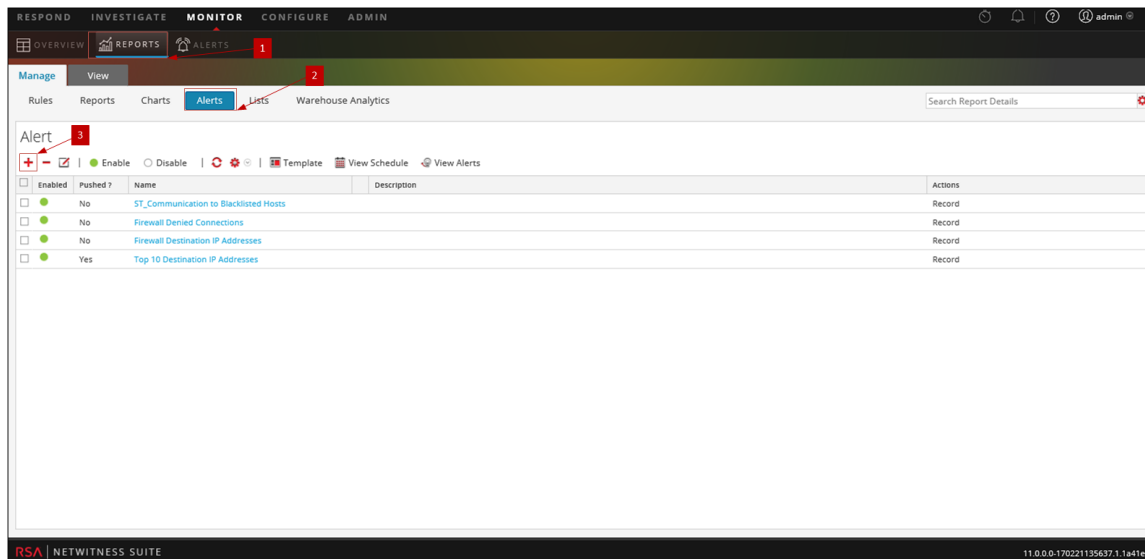 RESPOND INVESTIGATE MONITOR CONFIGURE ADMIN admin
OVERVIEW REPORTS ALERTS 1
Manage View 2
Rules Reports Charts Alerts Lists Warehouse Analytics Search Report Details
Alert 3
Enable Disable Template View Schedule View Alerts
Enabled Pushed ? Name Description Actions
No ST_Communication to Blacklisted Hosts Record
No Firewall Denied Connections Record
No Firewall Destination IP Addresses Record
Yes Top 10 Destination IP Addresses Record
RSA NETWITNESS SUITE 11.0.0.0-170221135637.1.1a41e